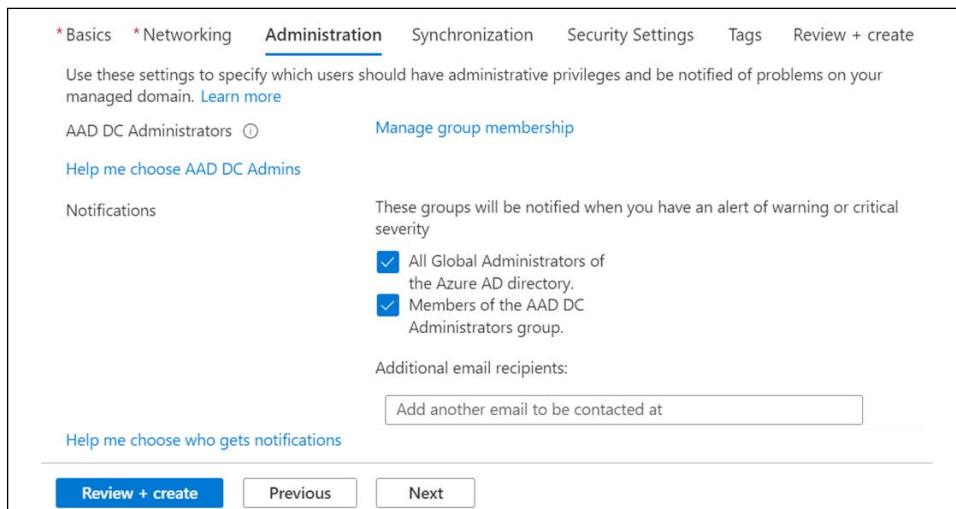 * Basics * Networking Administration Synchronization Security Settings Tags Review + create
Use these settings to specify which users should have administrative privileges and be notified of problems on your
managed domain. Learn more
AAD DC Administrators Manage group membership
Help me choose AAD DC Admins
Notifications These groups will be notified when you have an alert of warning or critical
severity
All Global Administrators of
the Azure AD directory.
Members of the AAD DC
Administrators group.
Additional email recipients:
Add another email to be contacted at
Help me choose who gets notifications
Review + create Previous Next